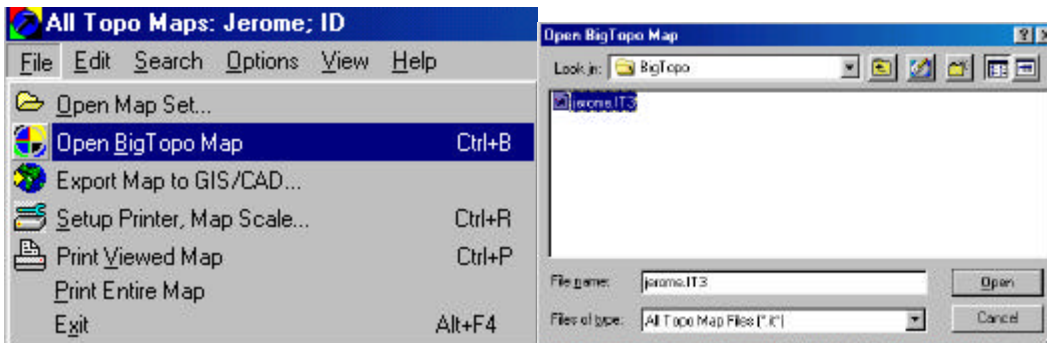 All Topo Maps: Jerome; ID
File Edit Search Options View Help
Open Map Set...
Open BigTopo Map Ctrl+B
Export Map to GIS/CAD...
Setup Printer, Map Scale... Ctrl+R
Print Viewed Map Ctrl+P
Print Entire Map
Exit Alt+F4
Open BigTopo Map
Look in: BigTopo
jerome.IT3
File name: jerome.IT3 Open
Files of type: All Topo Map Files (*.it*) Cancel